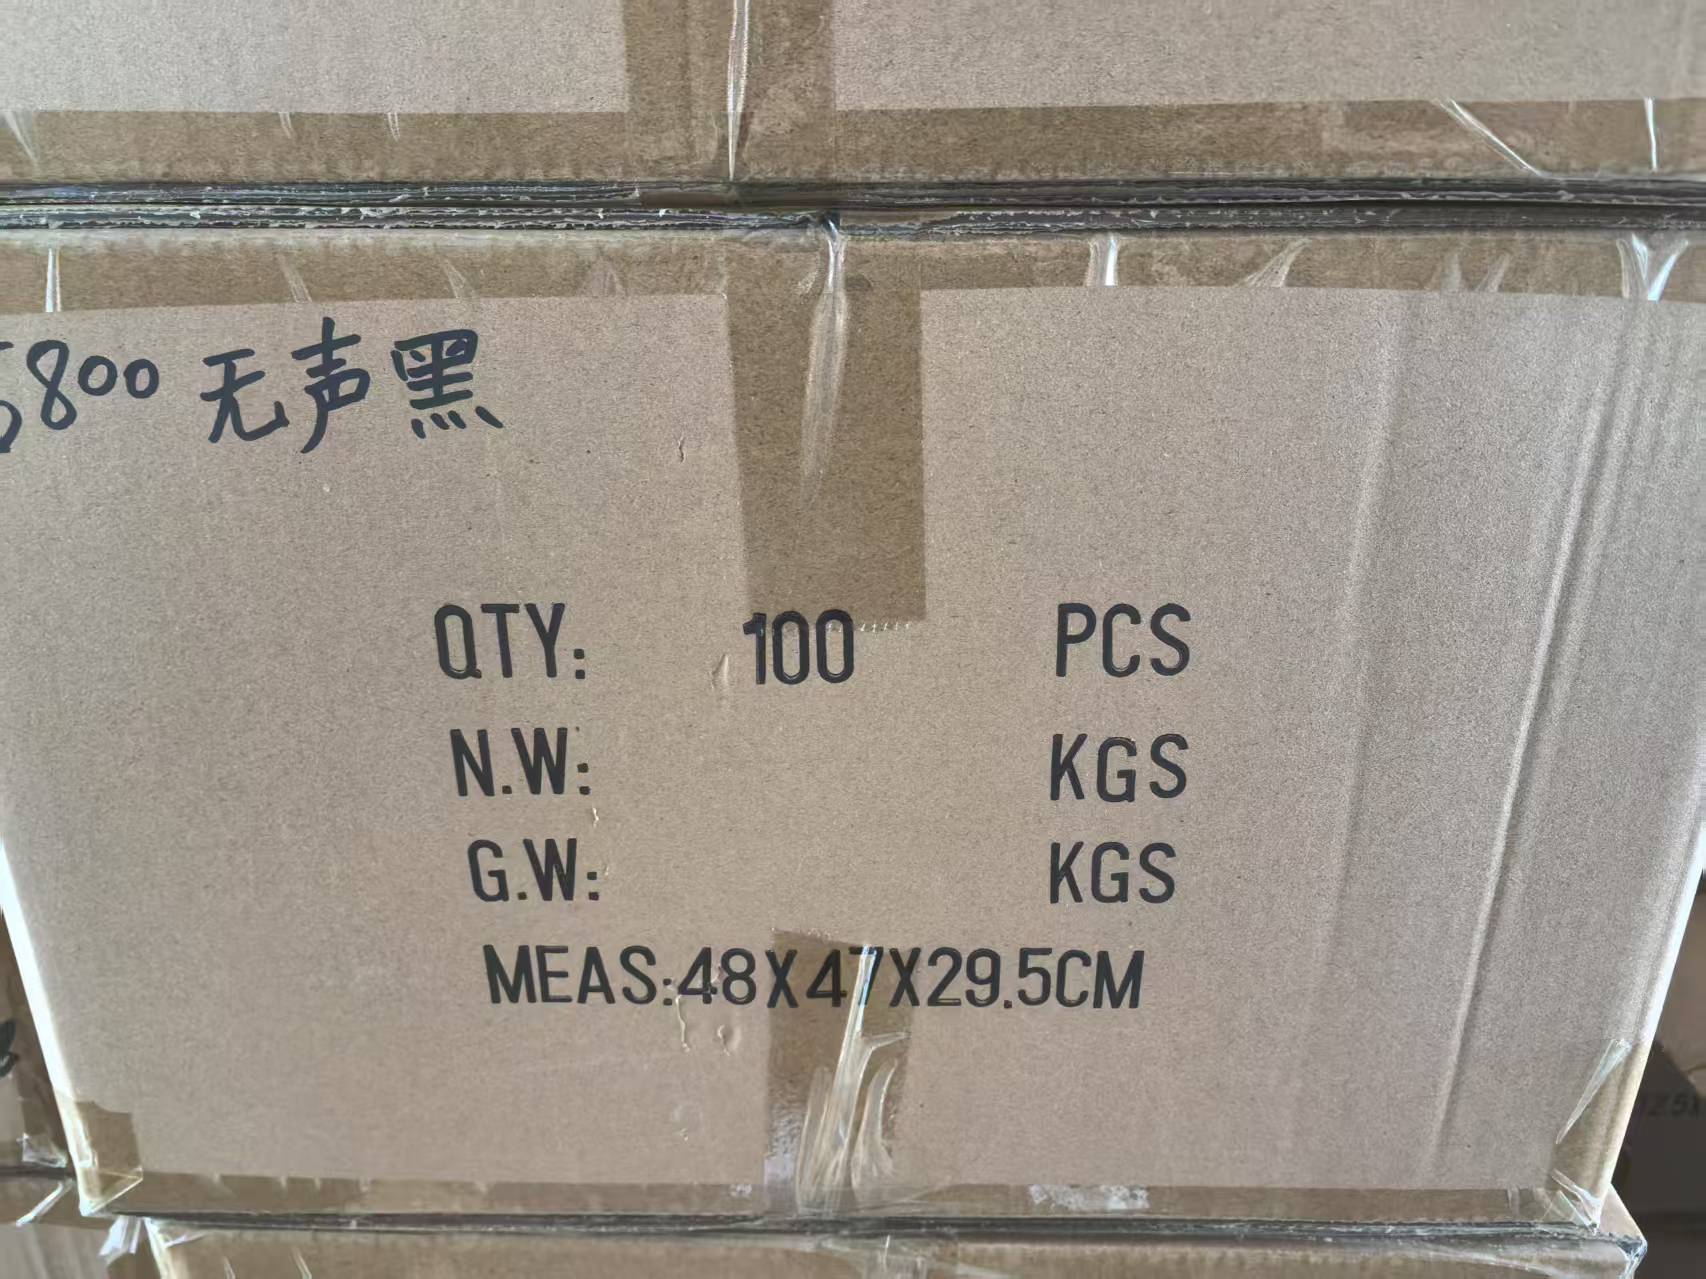 800 无声黑
QTY: 100 PCS
N.W: KGS
G.W: KGS
MEAS:48X47X29.5CM